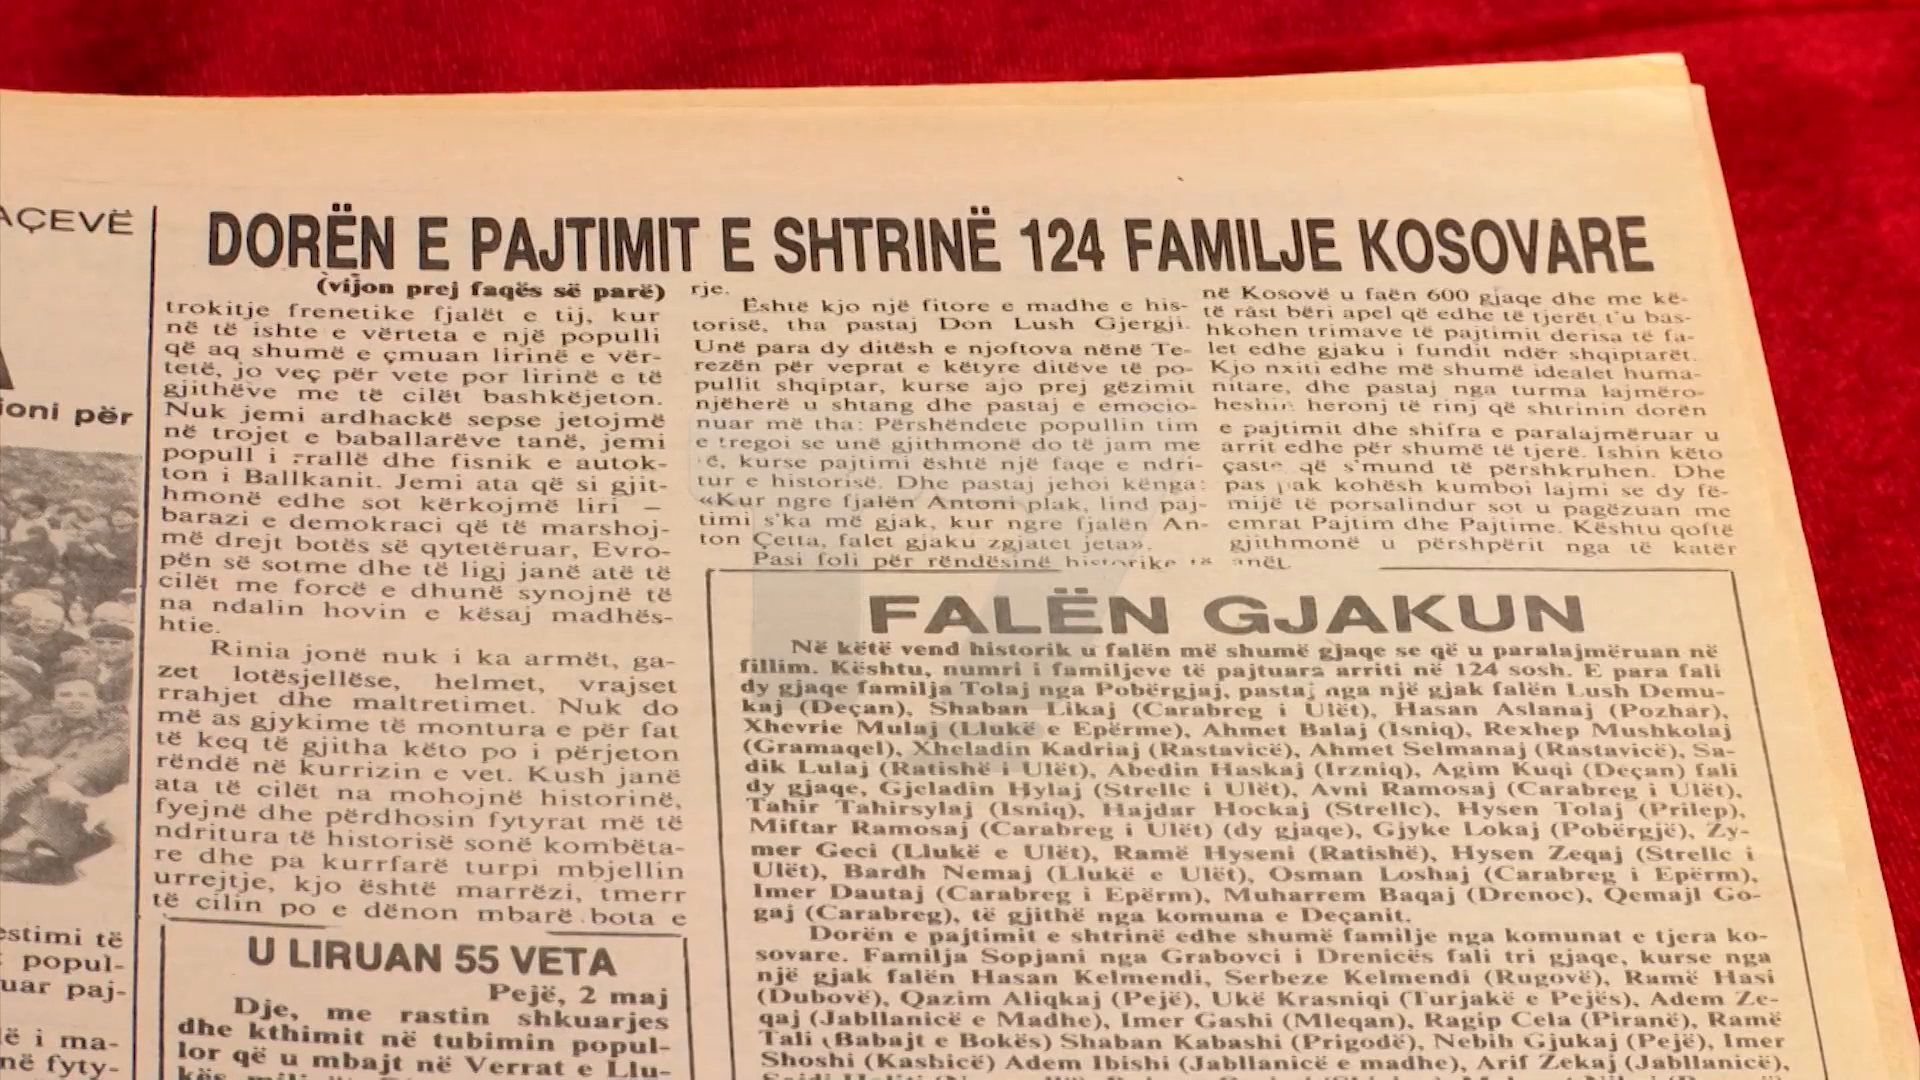 AÇEVË
ioni për
estimi të
popul-
uar paj-
ë i ma-
në fyty-
DORËN E PAJTIMIT E SHTRINË 124 FAMILJE KOSOVARE
(vijon prej faqës së parë)
trokitje frenetike fjalët e tij, kur
në të ishte e vërteta e një populli
që aq shumë e çmuan lirinë e vër-
tetë, jo veç për vete por lirinë e të
gjithëve me të cilët bashkëjeton.
Nuk jemi ardhackë sepse jetojmë
në trojet e baballarëve tanë, jemi
popull i rrallë dhe fisnik e autok-
ton i Ballkanit. Jemi ata që si gjit-
hmonë edhe sot kërkojmë liri —
barazi e demokraci që të marshoj-
më drejt botës së qytetëruar, Evro-
pën së sotme dhe të ligj janë atë të
cilët me forcë e dhunë synojnë të
na ndalin hovin e kësaj madhës-
htie.
Rinia jonë nuk i ka armët, ga-
zet lotësjellëse, helmet, vrajset
rrahjet dhe maltretimet. Nuk do
më as gjykime të montura e për fat
të keq të gjitha këto po i përjeton
rëndë në kurrizin e vet. Kush janë
ata të cilët na mohojnë historinë,
fyejnë dhe përdhosin fytyrat më të
ndritura të historisë sonë kombëta-
re dhe pa kurrfarë turpi mbjellin
urrejtje, kjo është marrëzi, tmerr
të cilin po e dënon mbarë bota e
rje.
Është kjo një fitore e madhe e his-
torisë, tha pastaj Don Lush Gjergji.
Unë para dy ditësh e njoftova nënë Te-
rezën për veprat e këtyre ditëve të po-
pullit shqiptar, kurse ajo prej gëzimit
njëherë u shtang dhe pastaj e emocio-
nuar më tha: Përshëndete popullin tim
e tregoi se unë gjithmonë do të jam me
të, kurse pajtimi është një faqe e ndri-
tur e historisë. Dhe pastaj jehoi kënga:
«Kur ngre fjalën Antoni plak, lind paj-
timi s'ka më gjak, kur ngre fjalën An-
ton Çetta, falet gjaku zgjatet jeta».
Pasi foli për rëndësinë historike të
në Kosovë u faën 600 gjaqe dhe me kë-
të rast bëri apel që edhe të tjerët t'u bas-
hkohen trimave të pajtimit derisa të fa-
let edhe gjaku i fundit ndër shqiptarët.
Kjo nxiti edhe më shumë idealet huma-
nitare, dhe pastaj nga turma lajmëro-
heshin heronj të rinj që shtrinin dorën
e pajtimit dhe shifra e paralajmëruar u
arrit edhe për shumë të tjerë. Ishin këto
çaste që s'mund të përshkruhen. Dhe
pas pak kohësh kumboi lajmi se dy fë-
mijë të porsalindur sot u pagëzuan me
emrat Pajtim dhe Pajtime. Kështu qoftë
gjithmonë u përshpërit nga të katër
anët.
FALËN GJAKUN
Në këtë vend historik u falën më shumë gjaqe se që u paralajmëruan në
fillim. Kështu, numri i familjeve të pajtuara arriti në 124 sosh. E para fali
dy gjaqe familja Tolaj nga Pobërgjaj, pastaj nga një gjak falën Lush Demu-
kaj (Deçan), Shaban Likaj (Carabreg i Ulët), Hasan Aslanaj (Pozhar),
Xhevrie Mulaj (Llukë e Epërme), Ahmet Balaj (Isniq), Rexhep Mushkolaj
(Gramaqel), Xheladin Kadriaj (Rastavicë), Ahmet Selmanaj (Rastavicë), Sa-
dik Lulaj (Ratishë i Ulët), Abedin Haskaj (Irzniq), Agim Kuqi (Deçan) fali
dy gjaqe, Gjeladin Hylaj (Strellc i Ulët), Avni Ramosaj (Carabreg i Ulët),
Tahir Tahirsylaj (Isniq), Hajdar Hockaj (Strellc), Hysen Tolaj (Prilep),
Miftar Ramosaj (Carabreg i Ulët) (dy gjaqe), Gjyke Lokaj (Pobërgjë), Zy-
mer Geci (Llukë e Ulët), Ramë Hyseni (Ratishë), Hysen Zeqaj (Strellc i
Ulët), Bardh Nemaj (Llukë e Ulët), Osman Loshaj (Carabreg i Epërm),
Imer Dautaj (Carabreg i Epërm), Muharrem Baqaj (Drenoc), Qemajl Go-
gaj (Carabreg), të gjithë nga komuna e Deçanit.
Dorën e pajtimit e shtrinë edhe shumë familje nga komunat e tjera ko-
sovare. Familja Sopjani nga Grabovci i Drenicës fali tri gjaqe, kurse nga
një gjak falën Hasan Kelmendi, Serbeze Kelmendi (Rugovë), Ramë Hasi
(Dubovë), Qazim Aliqkaj (Pejë), Ukë Krasniqi (Turjakë e Pejës), Adem Ze-
qaj (Jabllanicë e Madhe), Imer Gashi (Mleqan), Ragip Cela (Piranë), Ramë
Tali (Babajt e Bokës) Shaban Kabashi (Prigodë), Nebih Gjukaj (Pejë), Imer
Shoshi (Kashicë) Adem Ibishi (Jabllanicë e madhe), Arif Zekaj (Jabllanicë),
U LIRUAN 55 VETA
Pejë, 2 maj
Dje, me rastin shkuarjes
dhe kthimit në tubimin popul-
lor që u mbajt në Verrat e Llu-